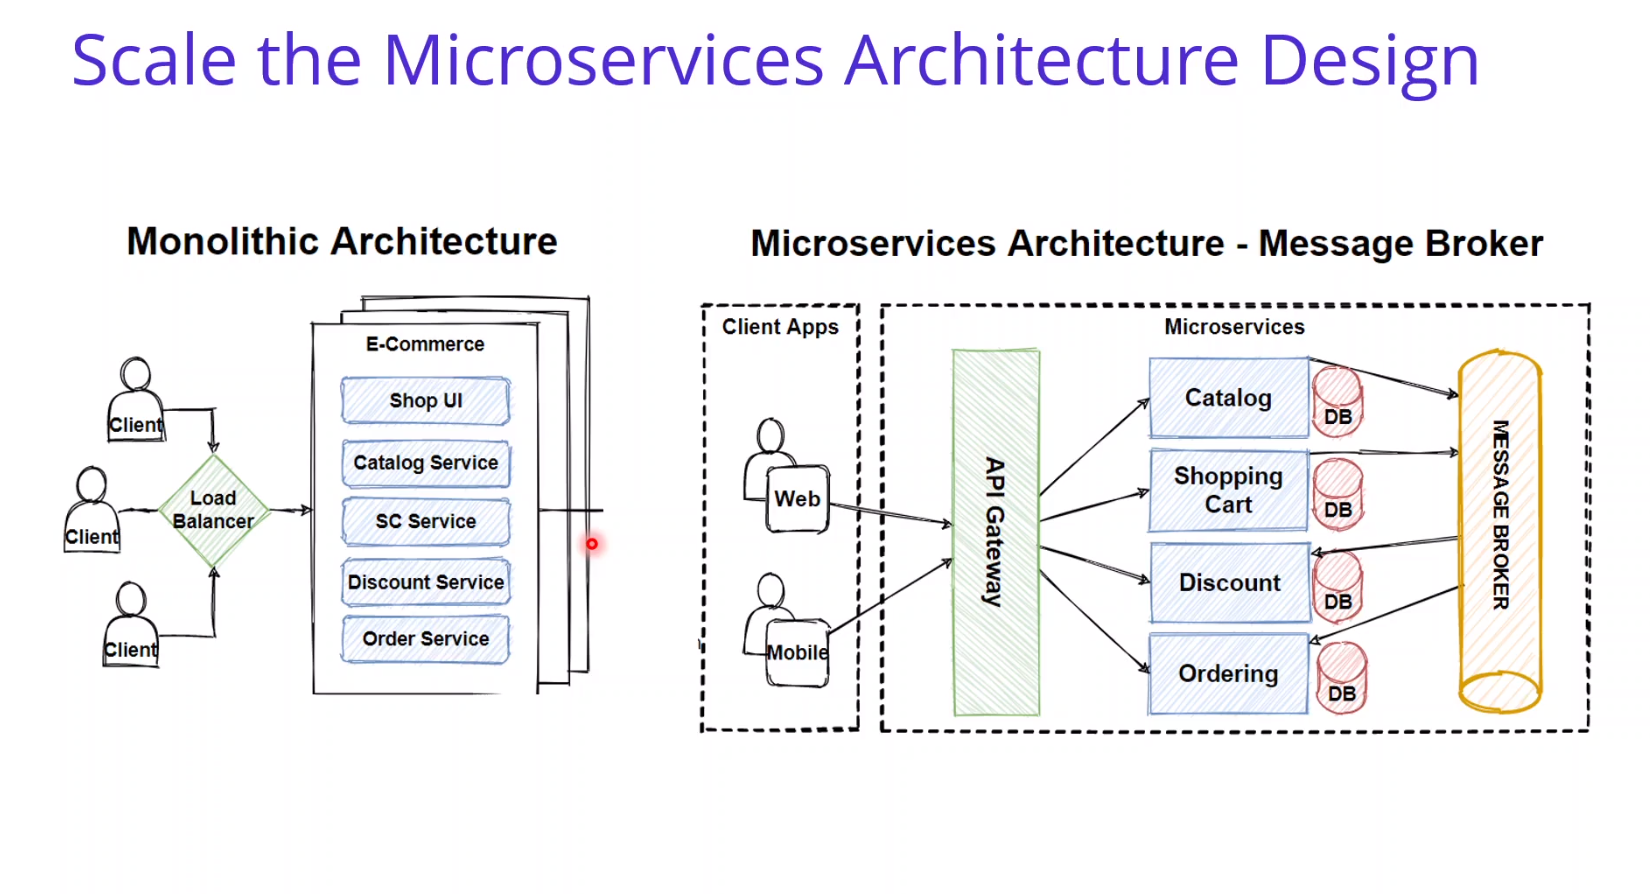 Scale the Microservices Architecture Design
Monolithic Architecture
E-Commerce
Shop UI
Catalog Service
SC Service
Discount Service
Order Service
Client
Client
Client
Load
Balancer
Microservices Architecture - Message Broker
Client Apps
Web
Mobile
Microservices
API Gateway
Catalog
DB
Shopping
Cart
DB
Discount
DB
Ordering
DB
MESSAGE BROKER